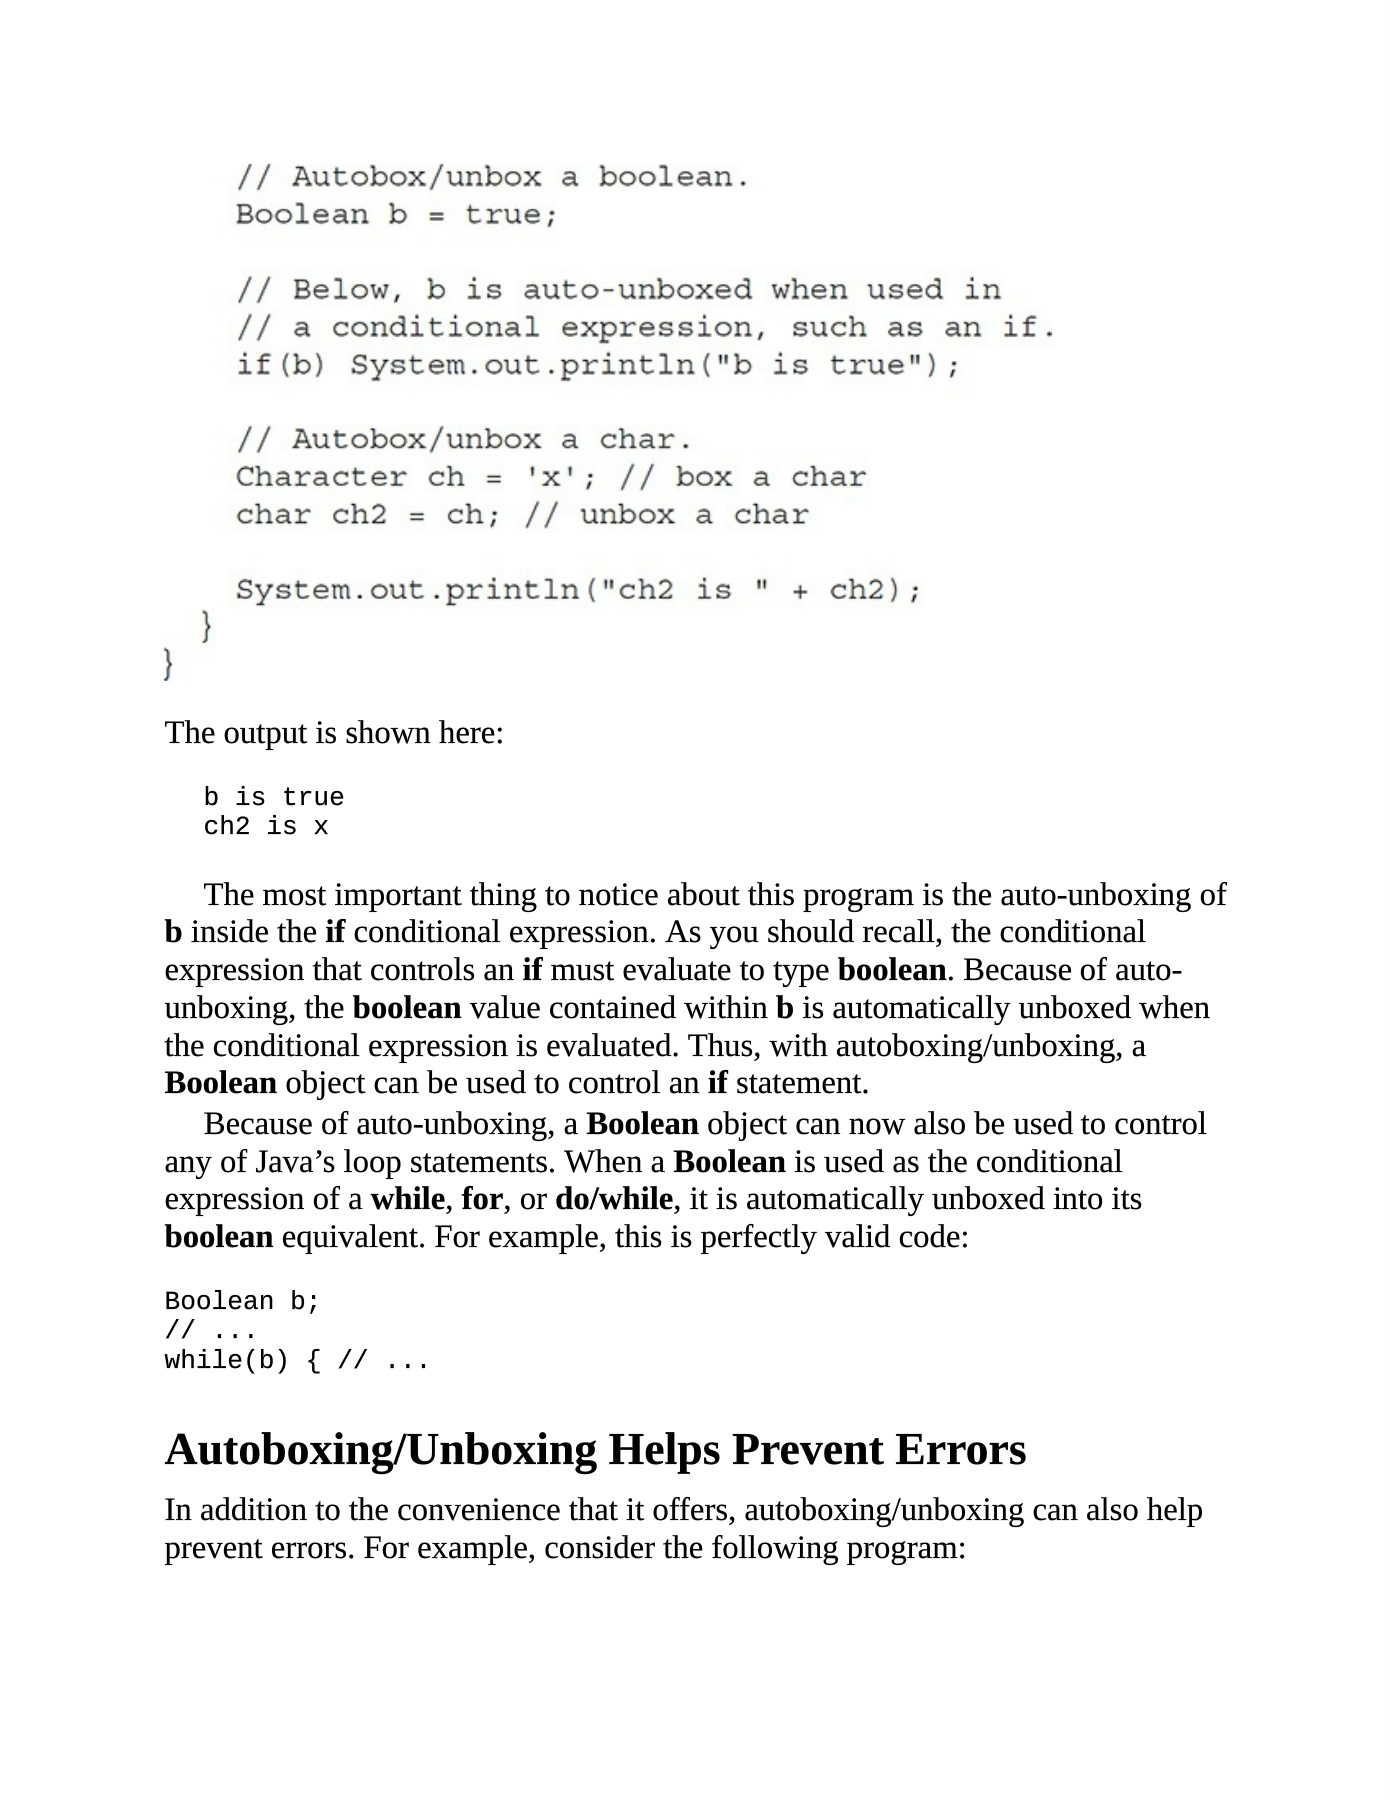 // Autobox/unbox a boolean.
Boolean b = true;
// Below, b is auto-unboxed when used in
// a conditional expression, such as an if.
if(b) System.out.println("b is true");
// Autobox/unbox a char.
Character ch = 'x'; // box a char
char ch2 = ch; // unbox a char
System.out.println("ch2 is " + ch2);
}
}
The output is shown here:
b is true
ch2 is x
The most important thing to notice about this program is the auto-unboxing of
b inside the if conditional expression. As you should recall, the conditional
expression that controls an if must evaluate to type boolean. Because of auto-
unboxing, the boolean value contained within b is automatically unboxed when
the conditional expression is evaluated. Thus, with autoboxing/unboxing, a
Boolean object can be used to control an if statement.
Because of auto-unboxing, a Boolean object can now also be used to control
any of Java’s loop statements. When a Boolean is used as the conditional
expression of a while, for, or do/while, it is automatically unboxed into its
boolean equivalent. For example, this is perfectly valid code:
Boolean b;
// ...
while(b) { // ...
Autoboxing/Unboxing Helps Prevent Errors
In addition to the convenience that it offers, autoboxing/unboxing can also help
prevent errors. For example, consider the following program: